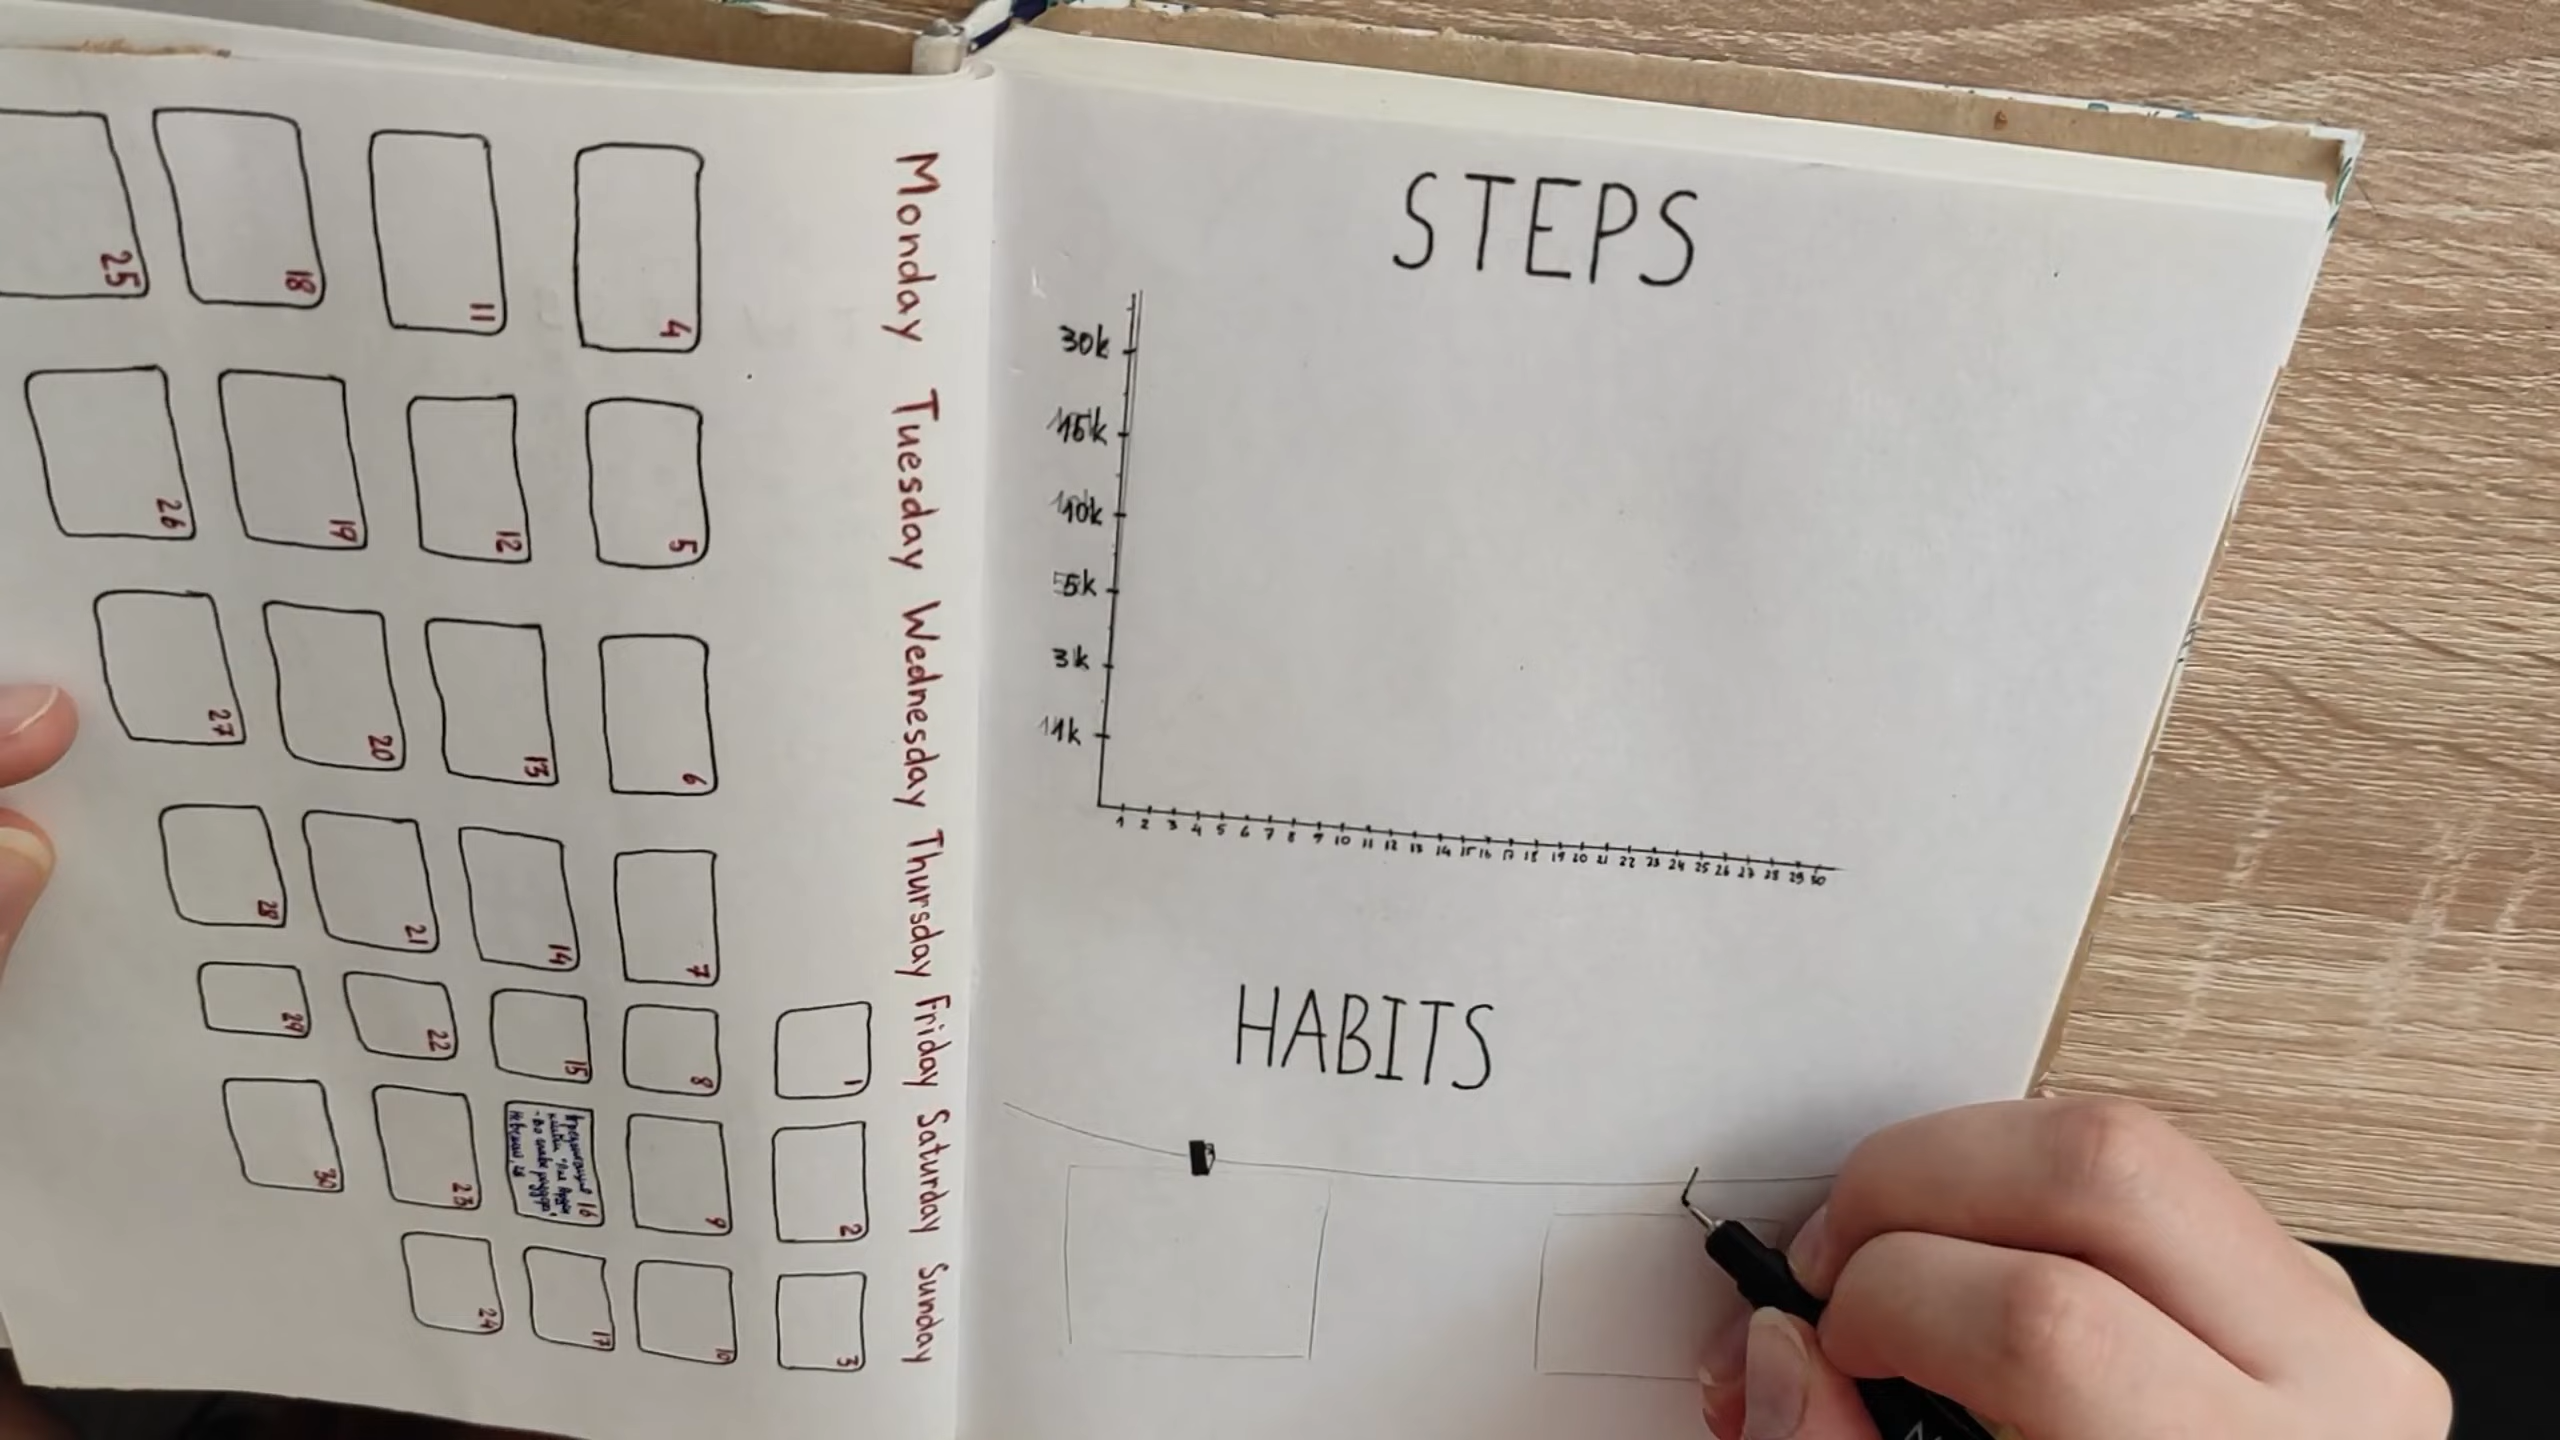 Monday Tuesday Wednesday Thursday Friday Saturday Sunday
1 2 3
4 5 6 7 8 9 10
11 12 13 14 15 16 17
18 19 20 21 22 23 24
25 26 27 28 29 30
STEPS
30k
15k
10k
5k
3k
1k
1 2 3 4 5 6 7 8 9 10 11 12 13 14 15 16 17 18 19 20 21 22 23 24 25 26 27 28 29 30
HABITS